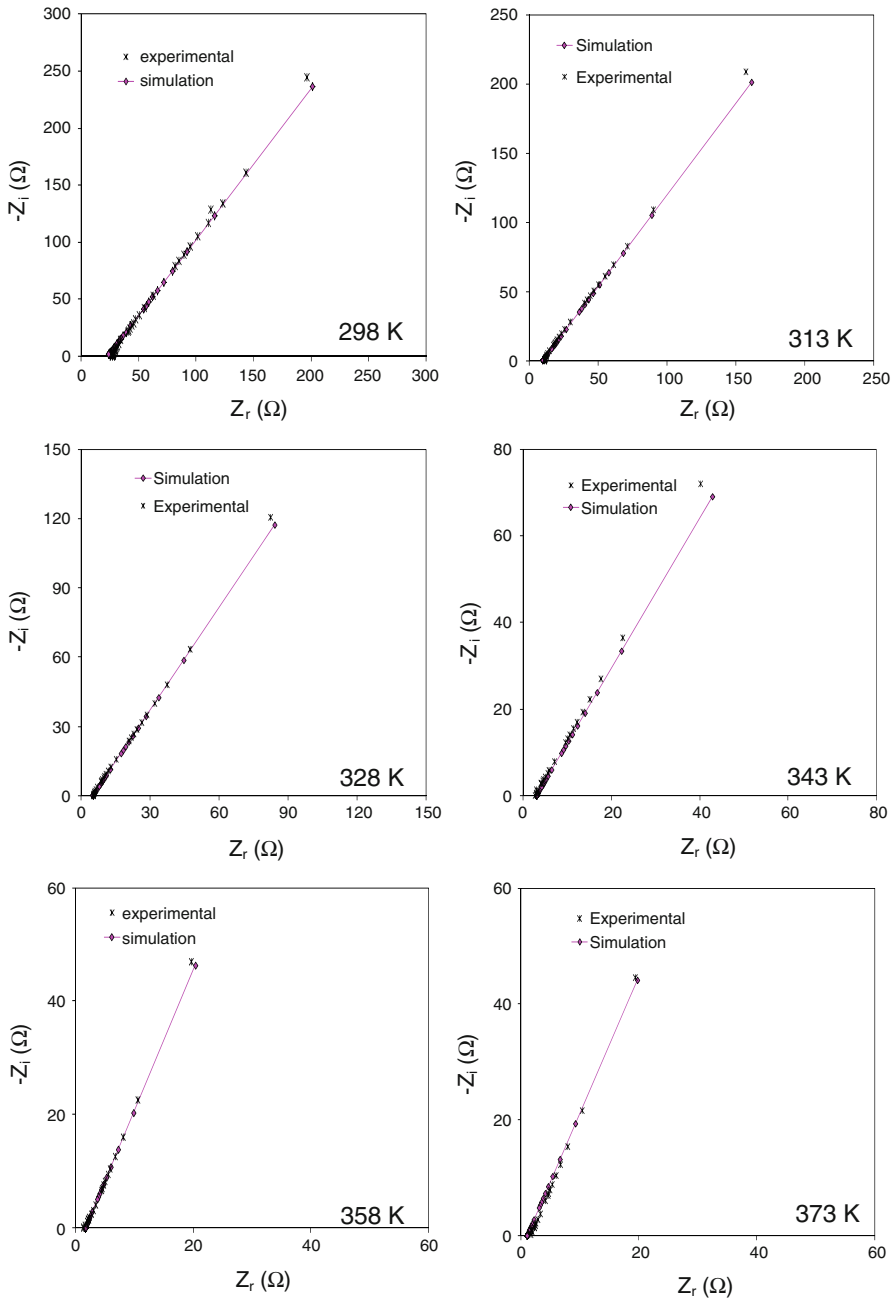 300
250
200
150
100
50
0
0 50 100 150 200 250 300
-Zi (Ω)
Zr (Ω)
experimental
simulation
298 K
250
200
150
100
50
0
0 50 100 150 200 250
-Zi (Ω)
Zr (Ω)
Simulation
Experimental
313 K
150
120
90
60
30
0
0 30 60 90 120 150
-Zi (Ω)
Zr (Ω)
Simulation
Experimental
328 K
80
60
40
20
0
0 20 40 60 80
-Zi (Ω)
Zr (Ω)
Experimental
Simulation
343 K
60
40
20
0
0 20 40 60
-Zi (Ω)
Zr (Ω)
experimental
simulation
358 K
60
40
20
0
0 20 40 60
-Zi (Ω)
Zr (Ω)
Experimental
Simulation
373 K